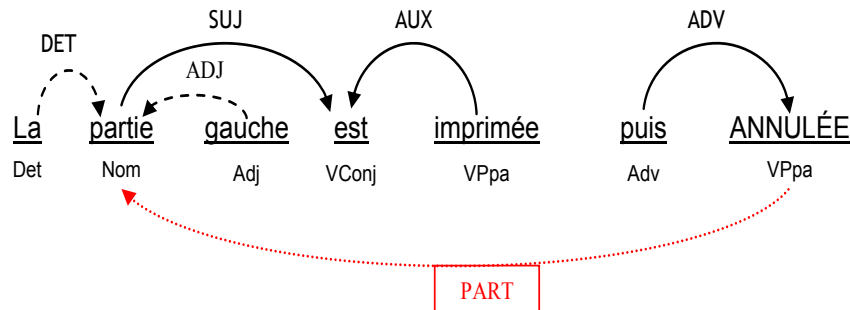 SUJ AUX ADV
DET
ADJ
La partie gauche est imprimée puis ANNULÉE
Det Nom Adj VConj VPpa Adv VPpa
PART